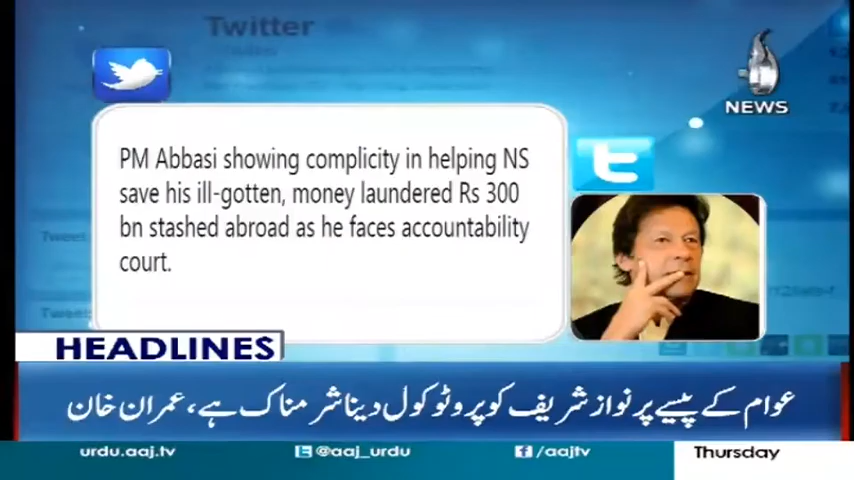 Twitter
NEWS
PM Abbasi showing complicity in helping NS
save his ill-gotten, money laundered Rs 300
bn stashed abroad as he faces accountability
court.
Tweet
Tweets
HEADLINES
عوام کے پیسے پر نواز شریف کو پروٹوکول دینا شرمناک ہے، عمران خان
urdu.aaj.tv
@aaj_urdu
/aajtv
Thursday